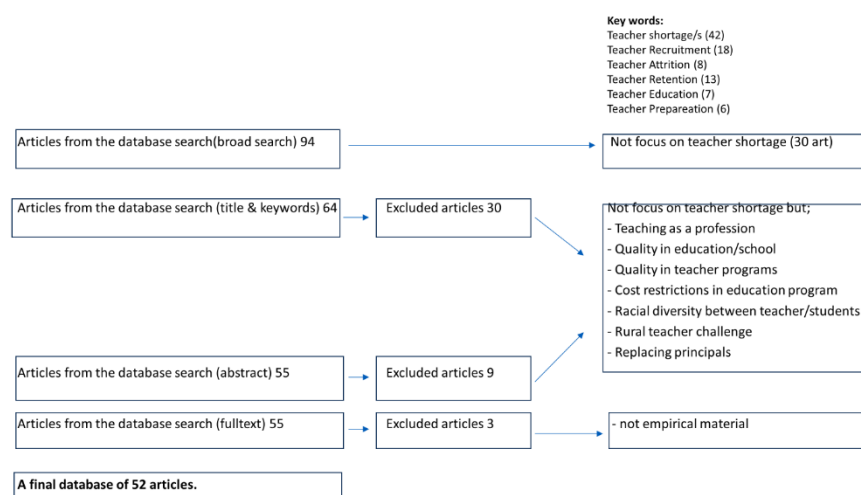 Key words:
Teacher shortage/s (42)
Teacher Recruitment (18)
Teacher Attrition (8)
Teacher Retention (13)
Teacher Education (7)
Teacher Prepareation (6)
Articles from the database search(broad search) 94
Not focus on teacher shortage (30 art)
Articles from the database search (title & keywords) 64
Excluded articles 30
Not focus on teacher shortage but;
- Teaching as a profession
- Quality in education/school
- Quality in teacher programs
- Cost restrictions in education program
- Racial diversity between teacher/students
- Rural teacher challenge
- Replacing principals
Articles from the database search (abstract) 55
Excluded articles 9
Articles from the database search (fulltext) 55
Excluded articles 3
- not empirical material
A final database of 52 articles.